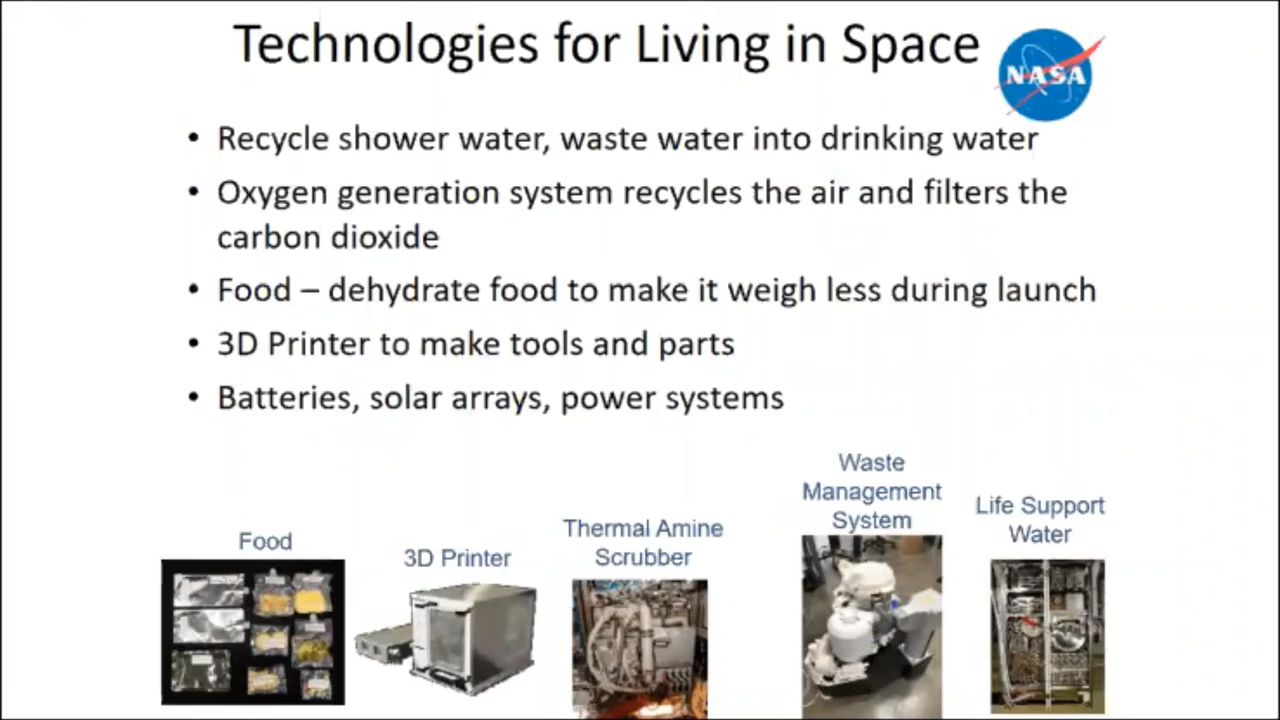 Technologies for Living in Space
NASA
• Recycle shower water, waste water into drinking water
• Oxygen generation system recycles the air and filters the
carbon dioxide
• Food – dehydrate food to make it weigh less during launch
• 3D Printer to make tools and parts
• Batteries, solar arrays, power systems
Food
3D Printer
Thermal Amine
Scrubber
Waste
Management
System
Life Support
Water